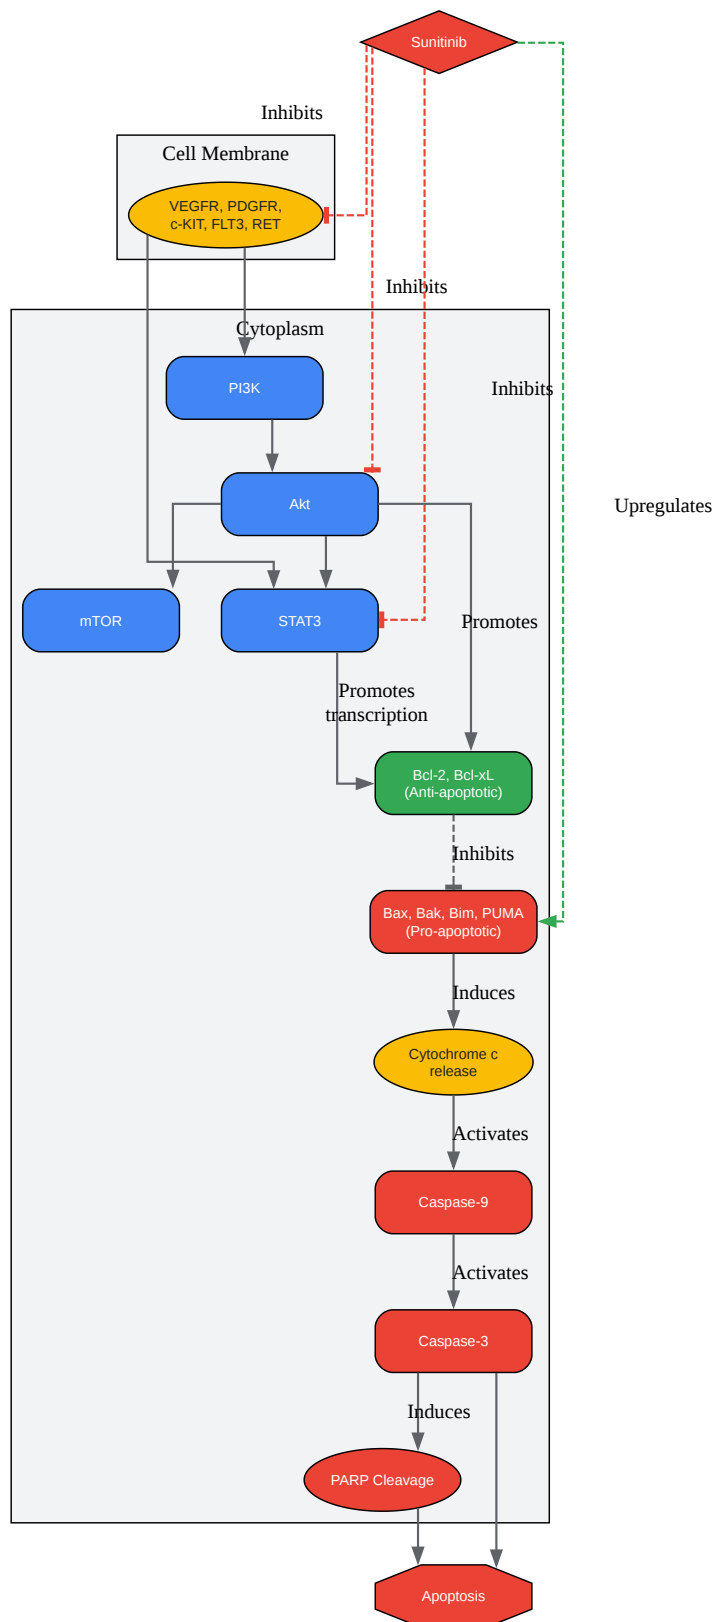 Sunitinib
Inhibits
Cell Membrane
VEGFR, PDGFR,
c-KIT, FLT3, RET
Inhibits
Cytoplasm
PI3K
Inhibits
Akt
Upregulates
mTOR
STAT3
Promotes
Promotes
transcription
Bcl-2, Bcl-xL
(Anti-apoptotic)
Inhibits
Bax, Bak, Bim, PUMA
(Pro-apoptotic)
Induces
Cytochrome c
release
Activates
Caspase-9
Activates
Caspase-3
Induces
PARP Cleavage
Apoptosis